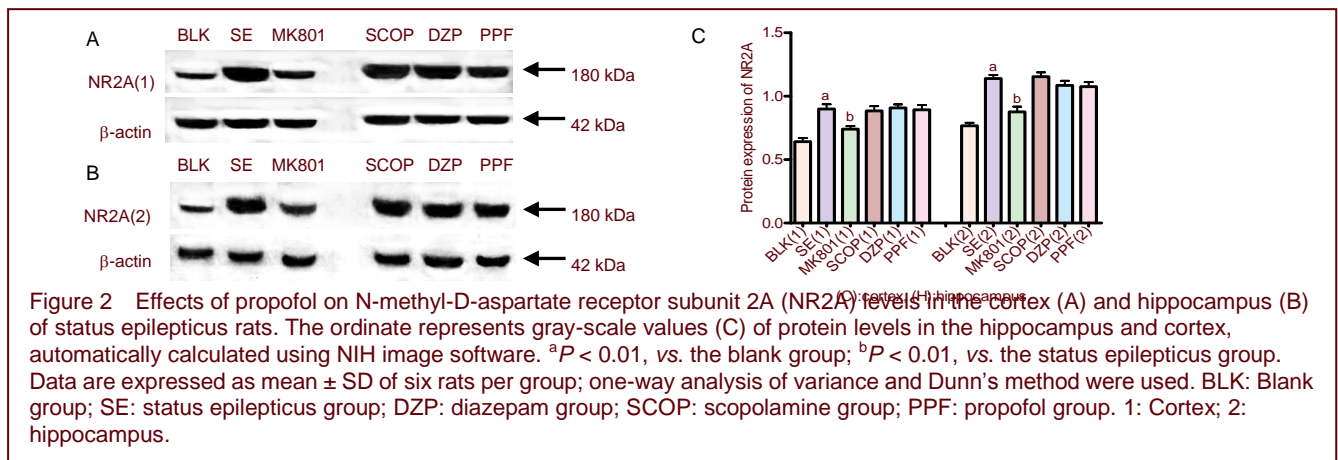 A
BLK SE MK801 SCOP DZP PPF
NR2A(1)
180 kDa
β-actin
42 kDa
B
BLK SE MK801 SCOP DZP PPF
NR2A(2)
180 kDa
β-actin
42 kDa
C
Protein expression of NR2A
1.5
1.0
0.5
0.0
a
b
a
b
BLK(1)
SE(1)
MK801(1)
SCOP(1)
DZP(1)
PPF(1)
BLK(2)
SE(2)
MK801(2)
SCOP(2)
DZP(2)
PPF(2)
(C):cortex (H):hippocampus
Figure 2 Effects of propofol on N-methyl-D-aspartate receptor subunit 2A (NR2A) levels in the cortex (A) and hippocampus (B)
of status epilepticus rats. The ordinate represents gray-scale values (C) of protein levels in the hippocampus and cortex,
automatically calculated using NIH image software. ᵃP < 0.01, vs. the blank group; ᵇP < 0.01, vs. the status epilepticus group.
Data are expressed as mean ± SD of six rats per group; one-way analysis of variance and Dunn's method were used. BLK: Blank
group; SE: status epilepticus group; DZP: diazepam group; SCOP: scopolamine group; PPF: propofol group. 1: Cortex; 2:
hippocampus.